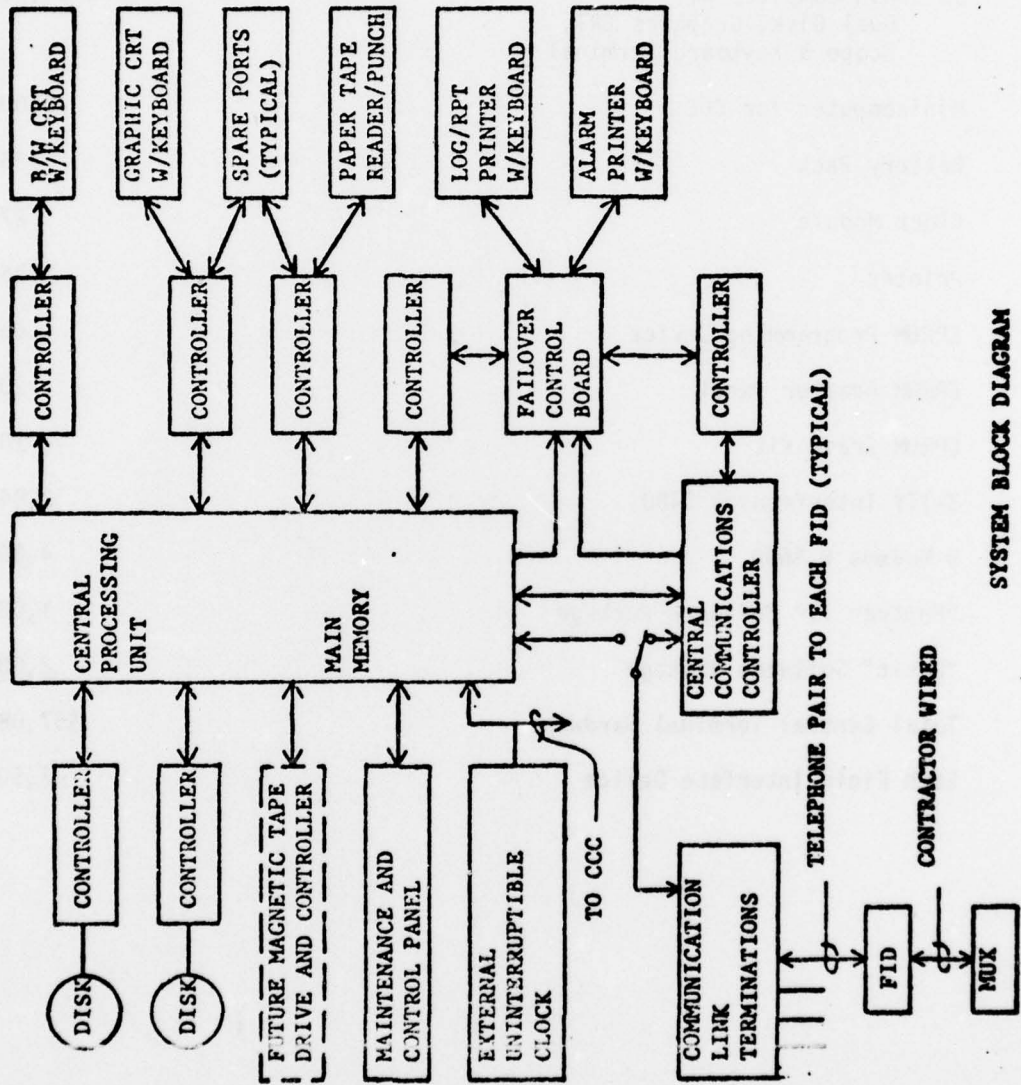 DISK
CONTROLLER
DISK
CONTROLLER
FUTURE MAGNETIC TAPE
DRIVE AND CONTROLLER
MAINTENANCE AND
CONTROL PANEL
EXTERNAL
UNINTERRUPTIBLE
CLOCK
TO CCC
COMMUNICATION
LINK
TERMINATIONS
TELEPHONE PAIR TO EACH FID (TYPICAL)
FID
CONTRACTOR WIRED
MUX
CENTRAL
PROCESSING
UNIT
MAIN
MEMORY
CENTRAL
COMMUNICATIONS
CONTROLLER
CONTROLLER
CONTROLLER
CONTROLLER
CONTROLLER
FAILOVER
CONTROL
BOARD
CONTROLLER
B/W CRT
W/KEYBOARD
GRAPHIC CRT
W/KEYBOARD
SPARE PORTS
(TYPICAL)
PAPER TAPE
READER/PUNCH
LOG/RPT
PRINTER
W/KEYBOARD
ALARM
PRINTER
W/KEYBOARD
SYSTEM BLOCK DIAGRAM